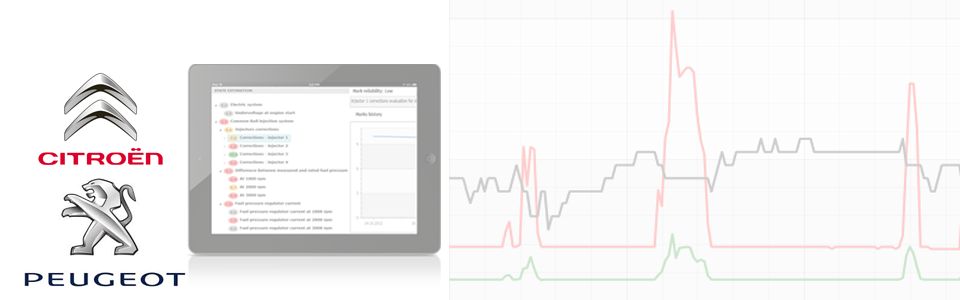 CITROËN
PEUGEOT
STATE ESTIMATION
Electric system
Undervoltage at engine start
Common Rail injection system
Injectors corrections
Corrections - Injector 1
Corrections - Injector 2
Corrections - Injector 3
Corrections - Injector 4
Difference between measured and rated fuel pressure
At 1000 rpm
At 2000 rpm
At 3000 rpm
Fuel pressure regulator current
Fuel pressure regulator current at 1000 rpm
Fuel pressure regulator current at 2000 rpm
Fuel pressure regulator current at 3000 rpm
Mark reliability Low
Injector 1 corrections evaluation for
Marks history